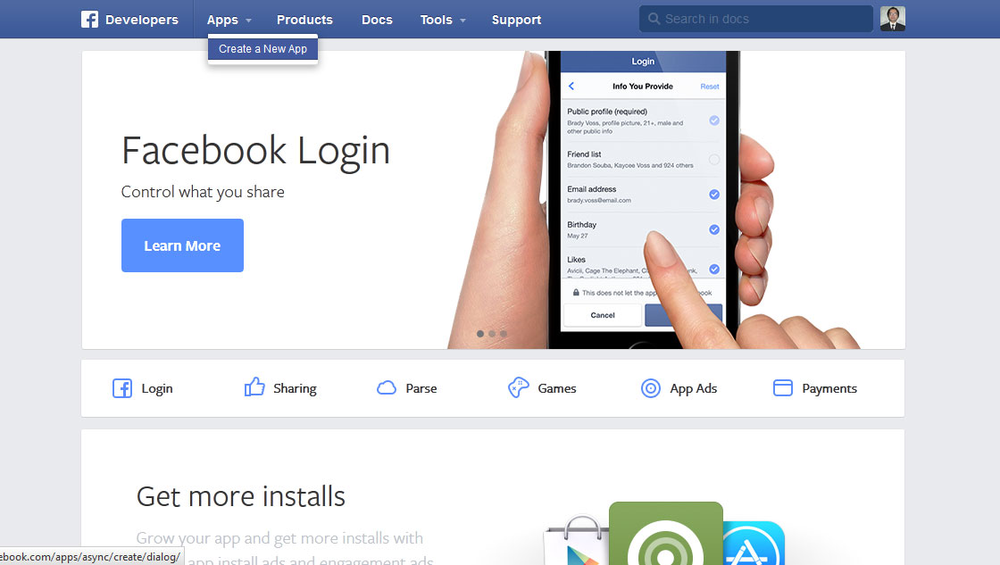 Developers Apps Products Docs Tools Support Search in docs
Create a New App
Login
Info You Provide Reset
Public profile (required)
Brady Voss, profile picture, 21+, male and
other public info
Friend list
Brandon Souba, Kaycee Voss and 924 others
Email address
brady.voss@email.com
Birthday
May 27
Likes
Avicii, Cage The Elephant,
This does not let the
Cancel
Facebook Login
Control what you share
Learn More
Login Sharing Parse Games App Ads Payments
Get more installs
Grow your app and get more installs with
app install ads and engagement ads
ebook.com/apps/async/create/dialog/